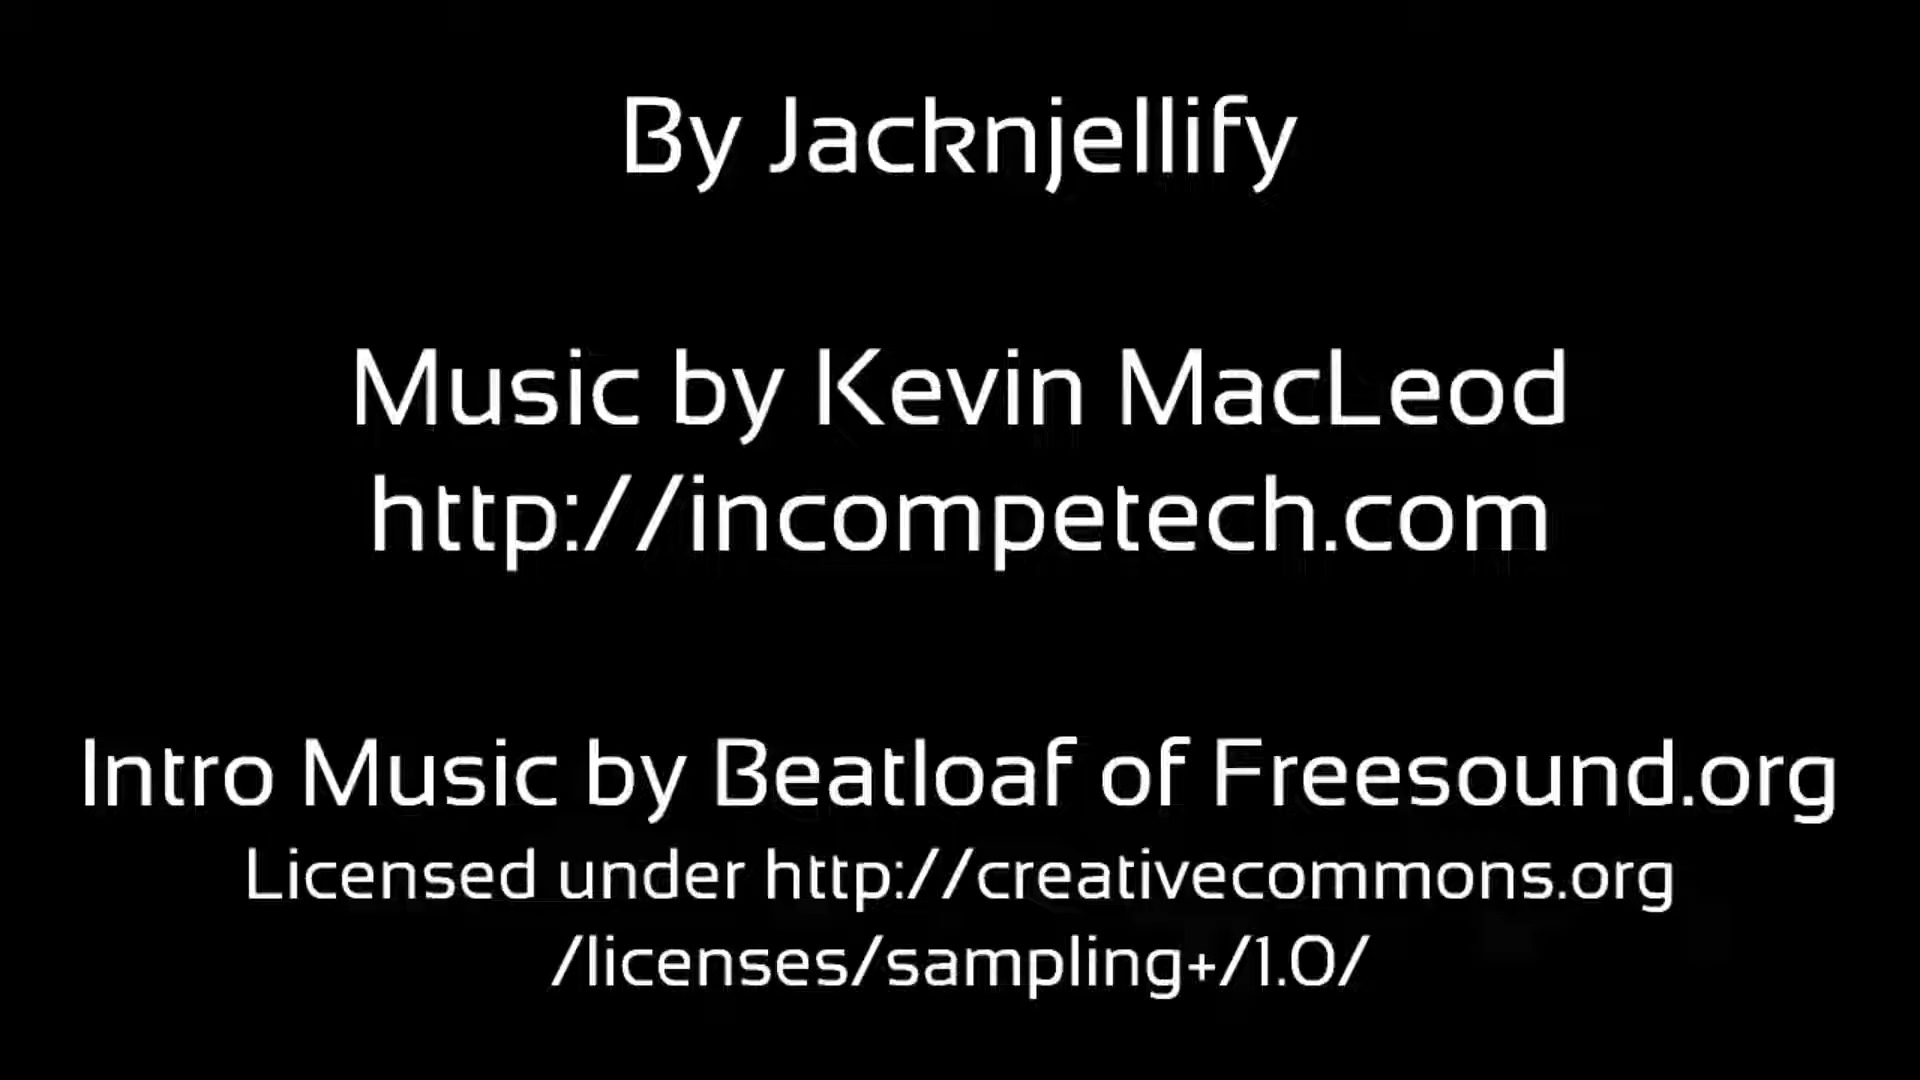 By Jacknjellify
Music by Kevin MacLeod
http://incompetech.com
Intro Music by Beatloaf of Freesound.org
Licensed under http://creativecommons.org
/licenses/sampling+/1.0/